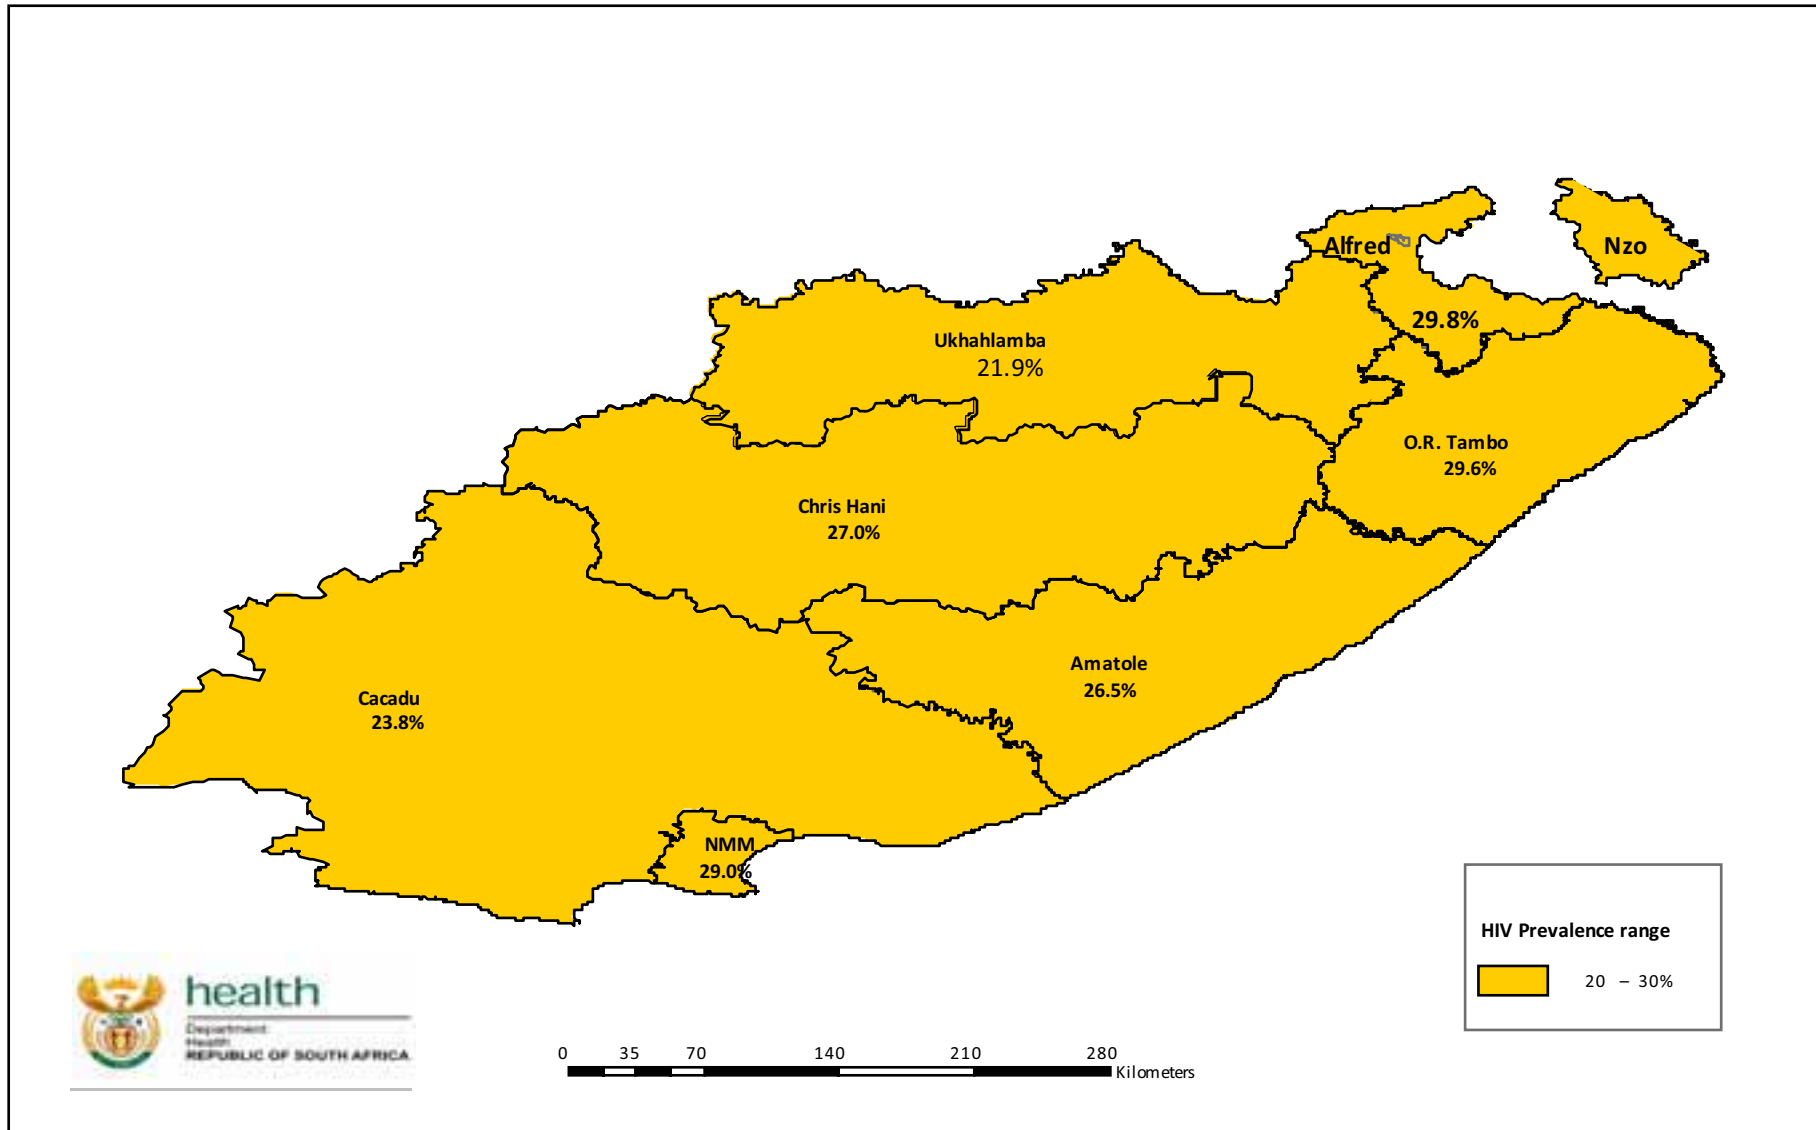 Alfred
Nzo
29.8%
Ukhahlamba
21.9%
O.R. Tambo
29.6%
Chris Hani
27.0%
Amatole
26.5%
Cacadu
23.8%
NMM
29.0%
HIV Prevalence range
20 – 30%
health
Department:
Health
REPUBLIC OF SOUTH AFRICA
0 35 70 140 210 280
Kilometers